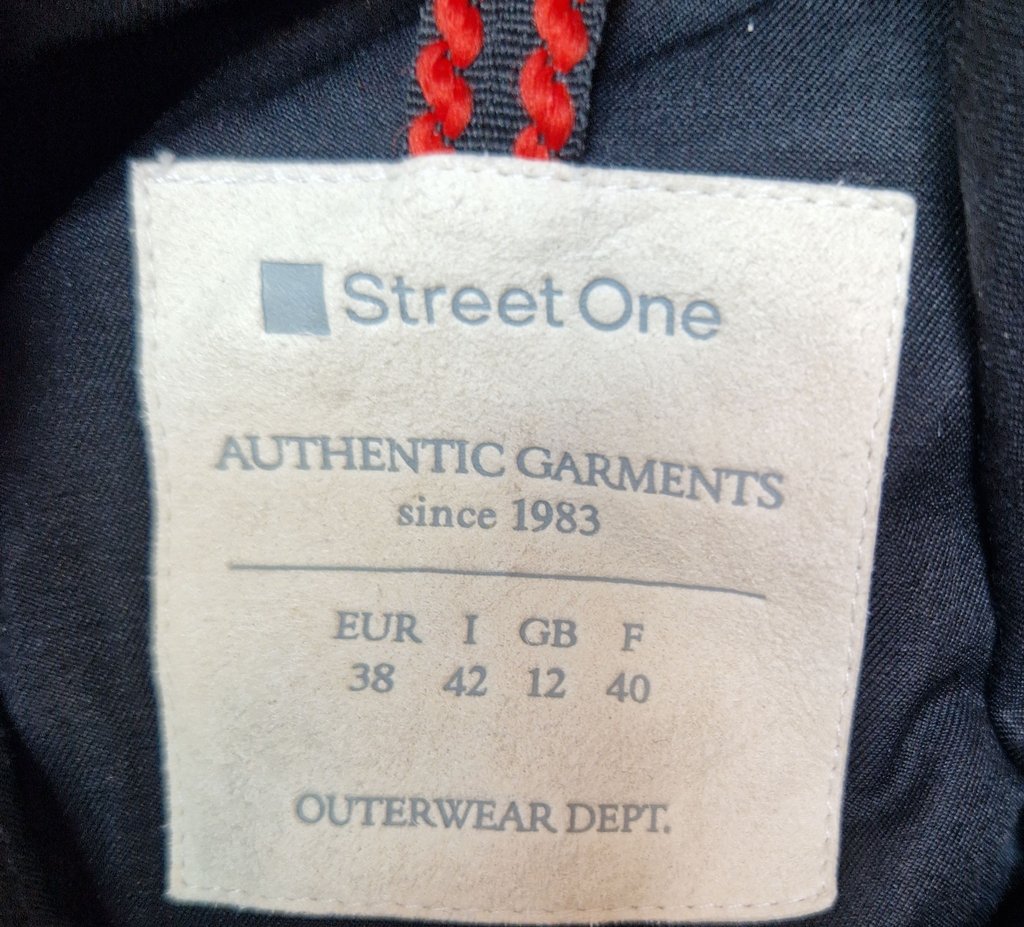 Street One
AUTHENTIC GARMENTS
since 1983
EUR I GB F
38 42 12 40
OUTERWEAR DEPT.